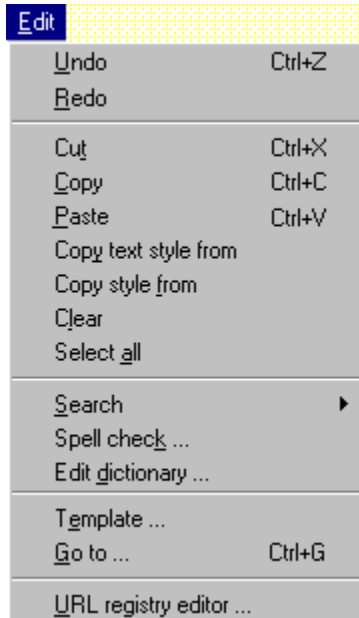 Edit
Undo Ctrl+Z
Redo
Cut Ctrl+X
Copy Ctrl+C
Paste Ctrl+V
Copy text style from
Copy style from
Clear
Select all
Search
Spell check ...
Edit dictionary ...
Template ...
Go to ... Ctrl+G
URL registry editor ...